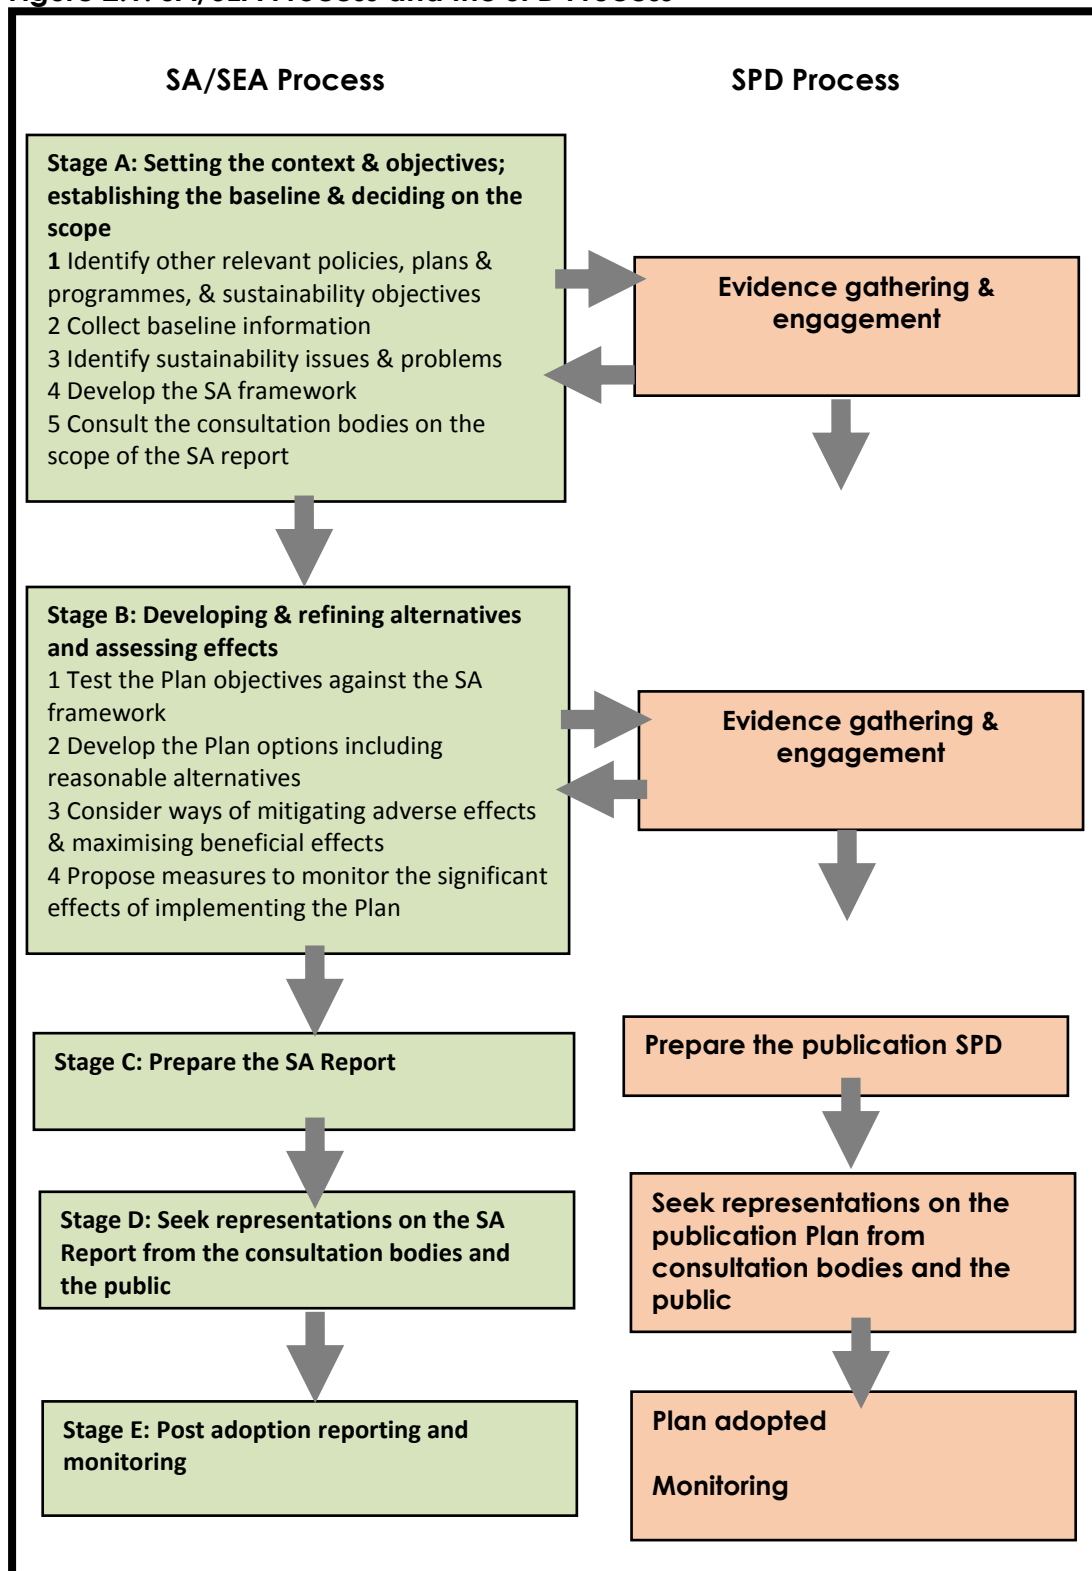 SA/SEA Process
SPD Process
Stage A: Setting the context & objectives;
establishing the baseline & deciding on the
scope
1 Identify other relevant policies, plans &
programmes, & sustainability objectives
2 Collect baseline information
3 Identify sustainability issues & problems
4 Develop the SA framework
5 Consult the consultation bodies on the
scope of the SA report
Evidence gathering &
engagement
Stage B: Developing & refining alternatives
and assessing effects
1 Test the Plan objectives against the SA
framework
2 Develop the Plan options including
reasonable alternatives
3 Consider ways of mitigating adverse effects
& maximising beneficial effects
4 Propose measures to monitor the significant
effects of implementing the Plan
Evidence gathering &
engagement
Stage C: Prepare the SA Report
Prepare the publication SPD
Stage D: Seek representations on the SA
Report from the consultation bodies and
the public
Seek representations on the
publication Plan from
consultation bodies and the
public
Stage E: Post adoption reporting and
monitoring
Plan adopted
Monitoring